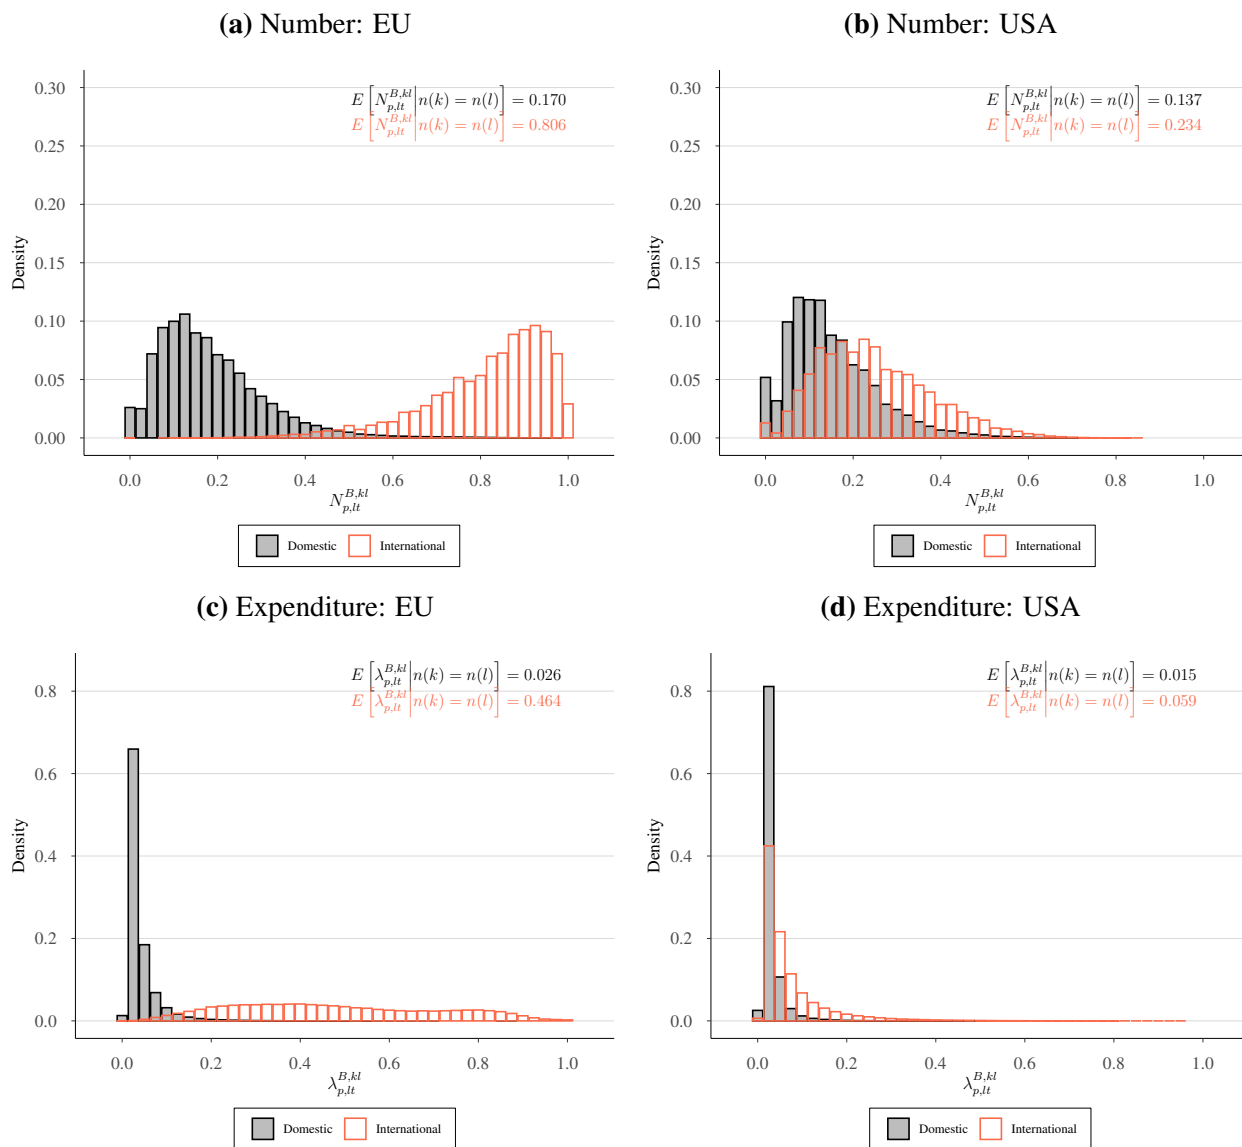 (a) Number: EU
E [N^{B,kl}_{p,lt} | n(k) = n(l)] = 0.170
E [N^{B,kl}_{p,lt} | n(k) = n(l)] = 0.806
0.30
0.25
0.20
0.15
0.10
0.05
0.00
Density
0.0 0.2 0.4 0.6 0.8 1.0
N^{B,kl}_{p,lt}
Domestic International
(b) Number: USA
E [N^{B,kl}_{p,lt} | n(k) = n(l)] = 0.137
E [N^{B,kl}_{p,lt} | n(k) = n(l)] = 0.234
0.30
0.25
0.20
0.15
0.10
0.05
0.00
Density
0.0 0.2 0.4 0.6 0.8 1.0
N^{B,kl}_{p,lt}
Domestic International
(c) Expenditure: EU
E [λ^{B,kl}_{p,lt} | n(k) = n(l)] = 0.026
E [λ^{B,kl}_{p,lt} | n(k) = n(l)] = 0.464
0.8
0.6
0.4
0.2
0.0
Density
0.0 0.2 0.4 0.6 0.8 1.0
λ^{B,kl}_{p,lt}
Domestic International
(d) Expenditure: USA
E [λ^{B,kl}_{p,lt} | n(k) = n(l)] = 0.015
E [λ^{B,kl}_{p,lt} | n(k) = n(l)] = 0.059
0.8
0.6
0.4
0.2
0.0
Density
0.0 0.2 0.4 0.6 0.8 1.0
λ^{B,kl}_{p,lt}
Domestic International